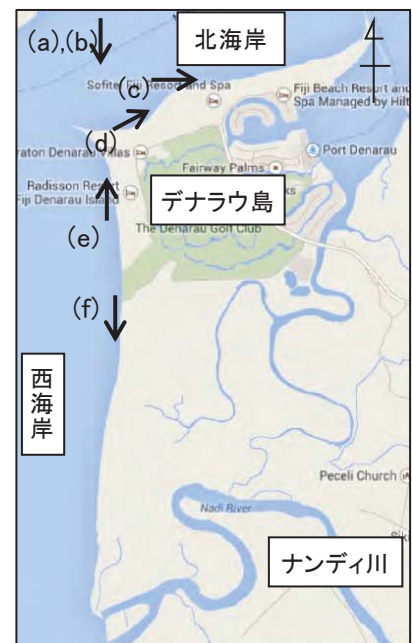 (a),(b)
北海岸
Sofitel Fiji Resort and Spa
(c)
Fiji Beach Resort and
Spa Managed by Hilt
(d)
raton Denarau Villas
Port Denarau
Fairway Palms
Radisson Resort
Fiji Denarau Island
デナラウ島
ks
(e)
The Denarau Golf Club
(f)
西海岸
Peceli Church
Nadi River
ナンディ川